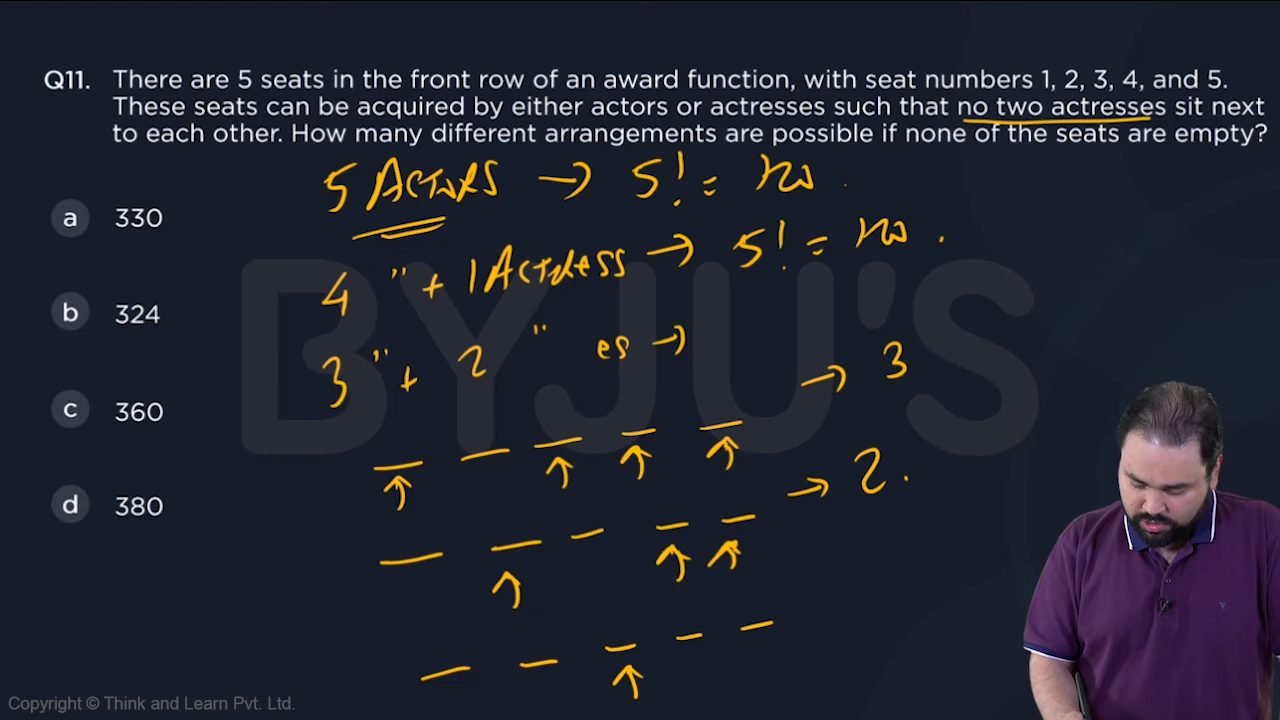 Q11. There are 5 seats in the front row of an award function, with seat numbers 1, 2, 3, 4, and 5.
These seats can be acquired by either actors or actresses such that no two actresses sit next
to each other. How many different arrangements are possible if none of the seats are empty?
5 ACTORS → 5! = 120.
a 330
4 " + 1 Actress → 5! = 120.
b 324
3 " + 2 " es →
→ 3
c 360
→ 2.
d 380
BYJU'S
Copyright © Think and Learn Pvt. Ltd.